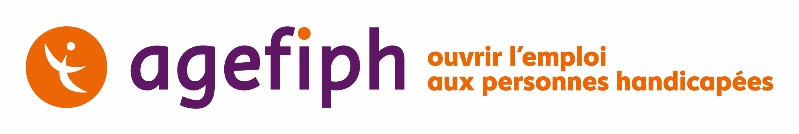 agefiph
ouvrir l'emploi
aux personnes handicapées